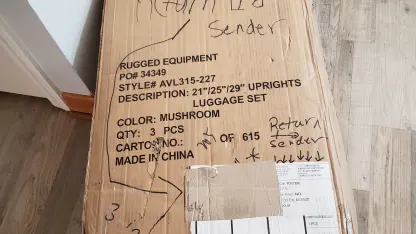 Return To
Sender
RUGGED EQUIPMENT
PO# 34349
STYLE# AVL315-227
DESCRIPTION: 21"/25"/29" UPRIGHTS
LUGGAGE SET
COLOR: MUSHROOM
QTY: 3 PCS
CARTON NO.: OF 615
MADE IN CHINA
Return
Sender
3